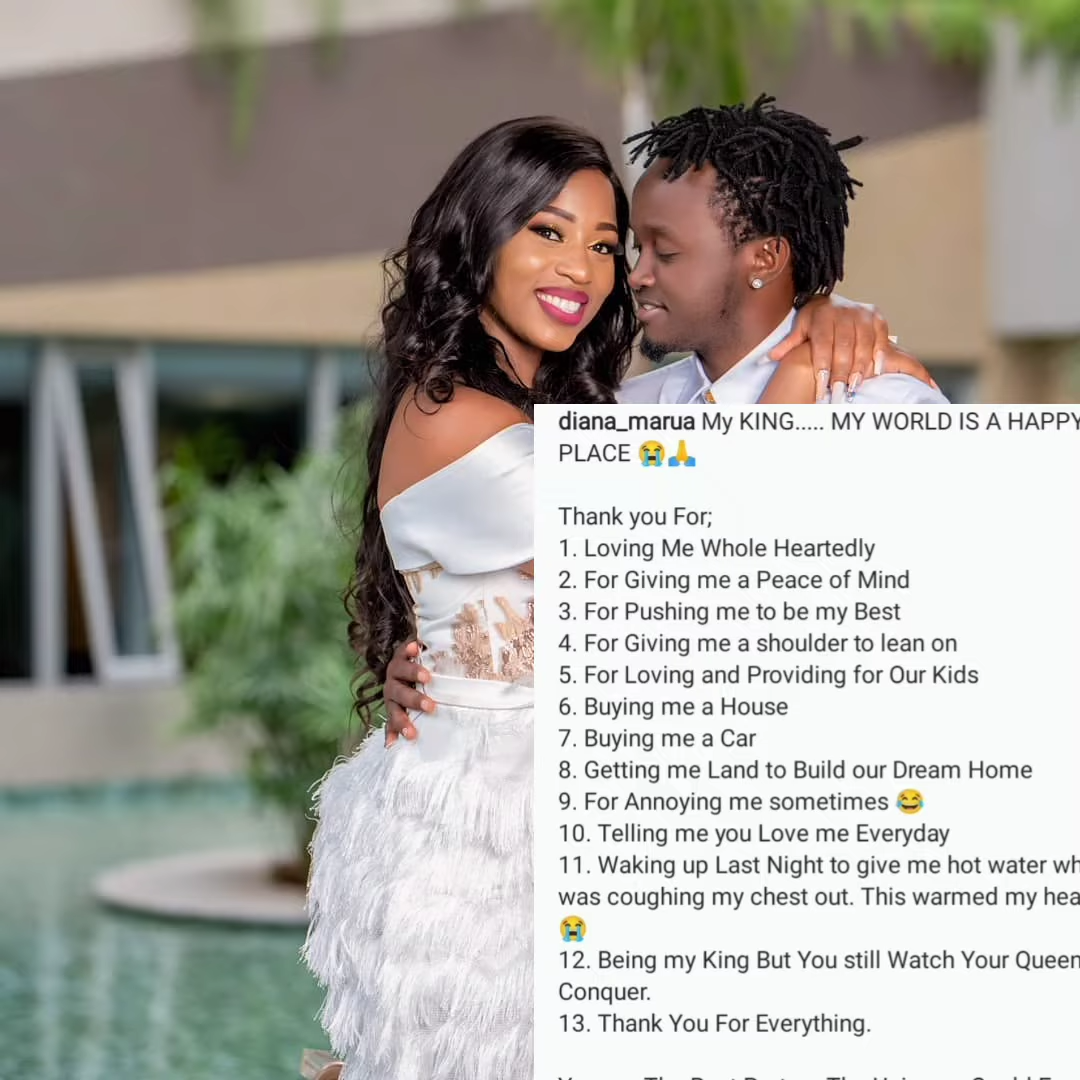 diana_marua My KING..... MY WORLD IS A HAPPY
PLACE 😭🙏
Thank you For;
1. Loving Me Whole Heartedly
2. For Giving me a Peace of Mind
3. For Pushing me to be my Best
4. For Giving me a shoulder to lean on
5. For Loving and Providing for Our Kids
6. Buying me a House
7. Buying me a Car
8. Getting me Land to Build our Dream Home
9. For Annoying me sometimes 😂
10. Telling me you Love me Everyday
11. Waking up Last Night to give me hot water
was coughing my chest out. This warmed my
😭
12. Being my King But You still Watch Your Queen
Conquer.
13. Thank You For Everything.